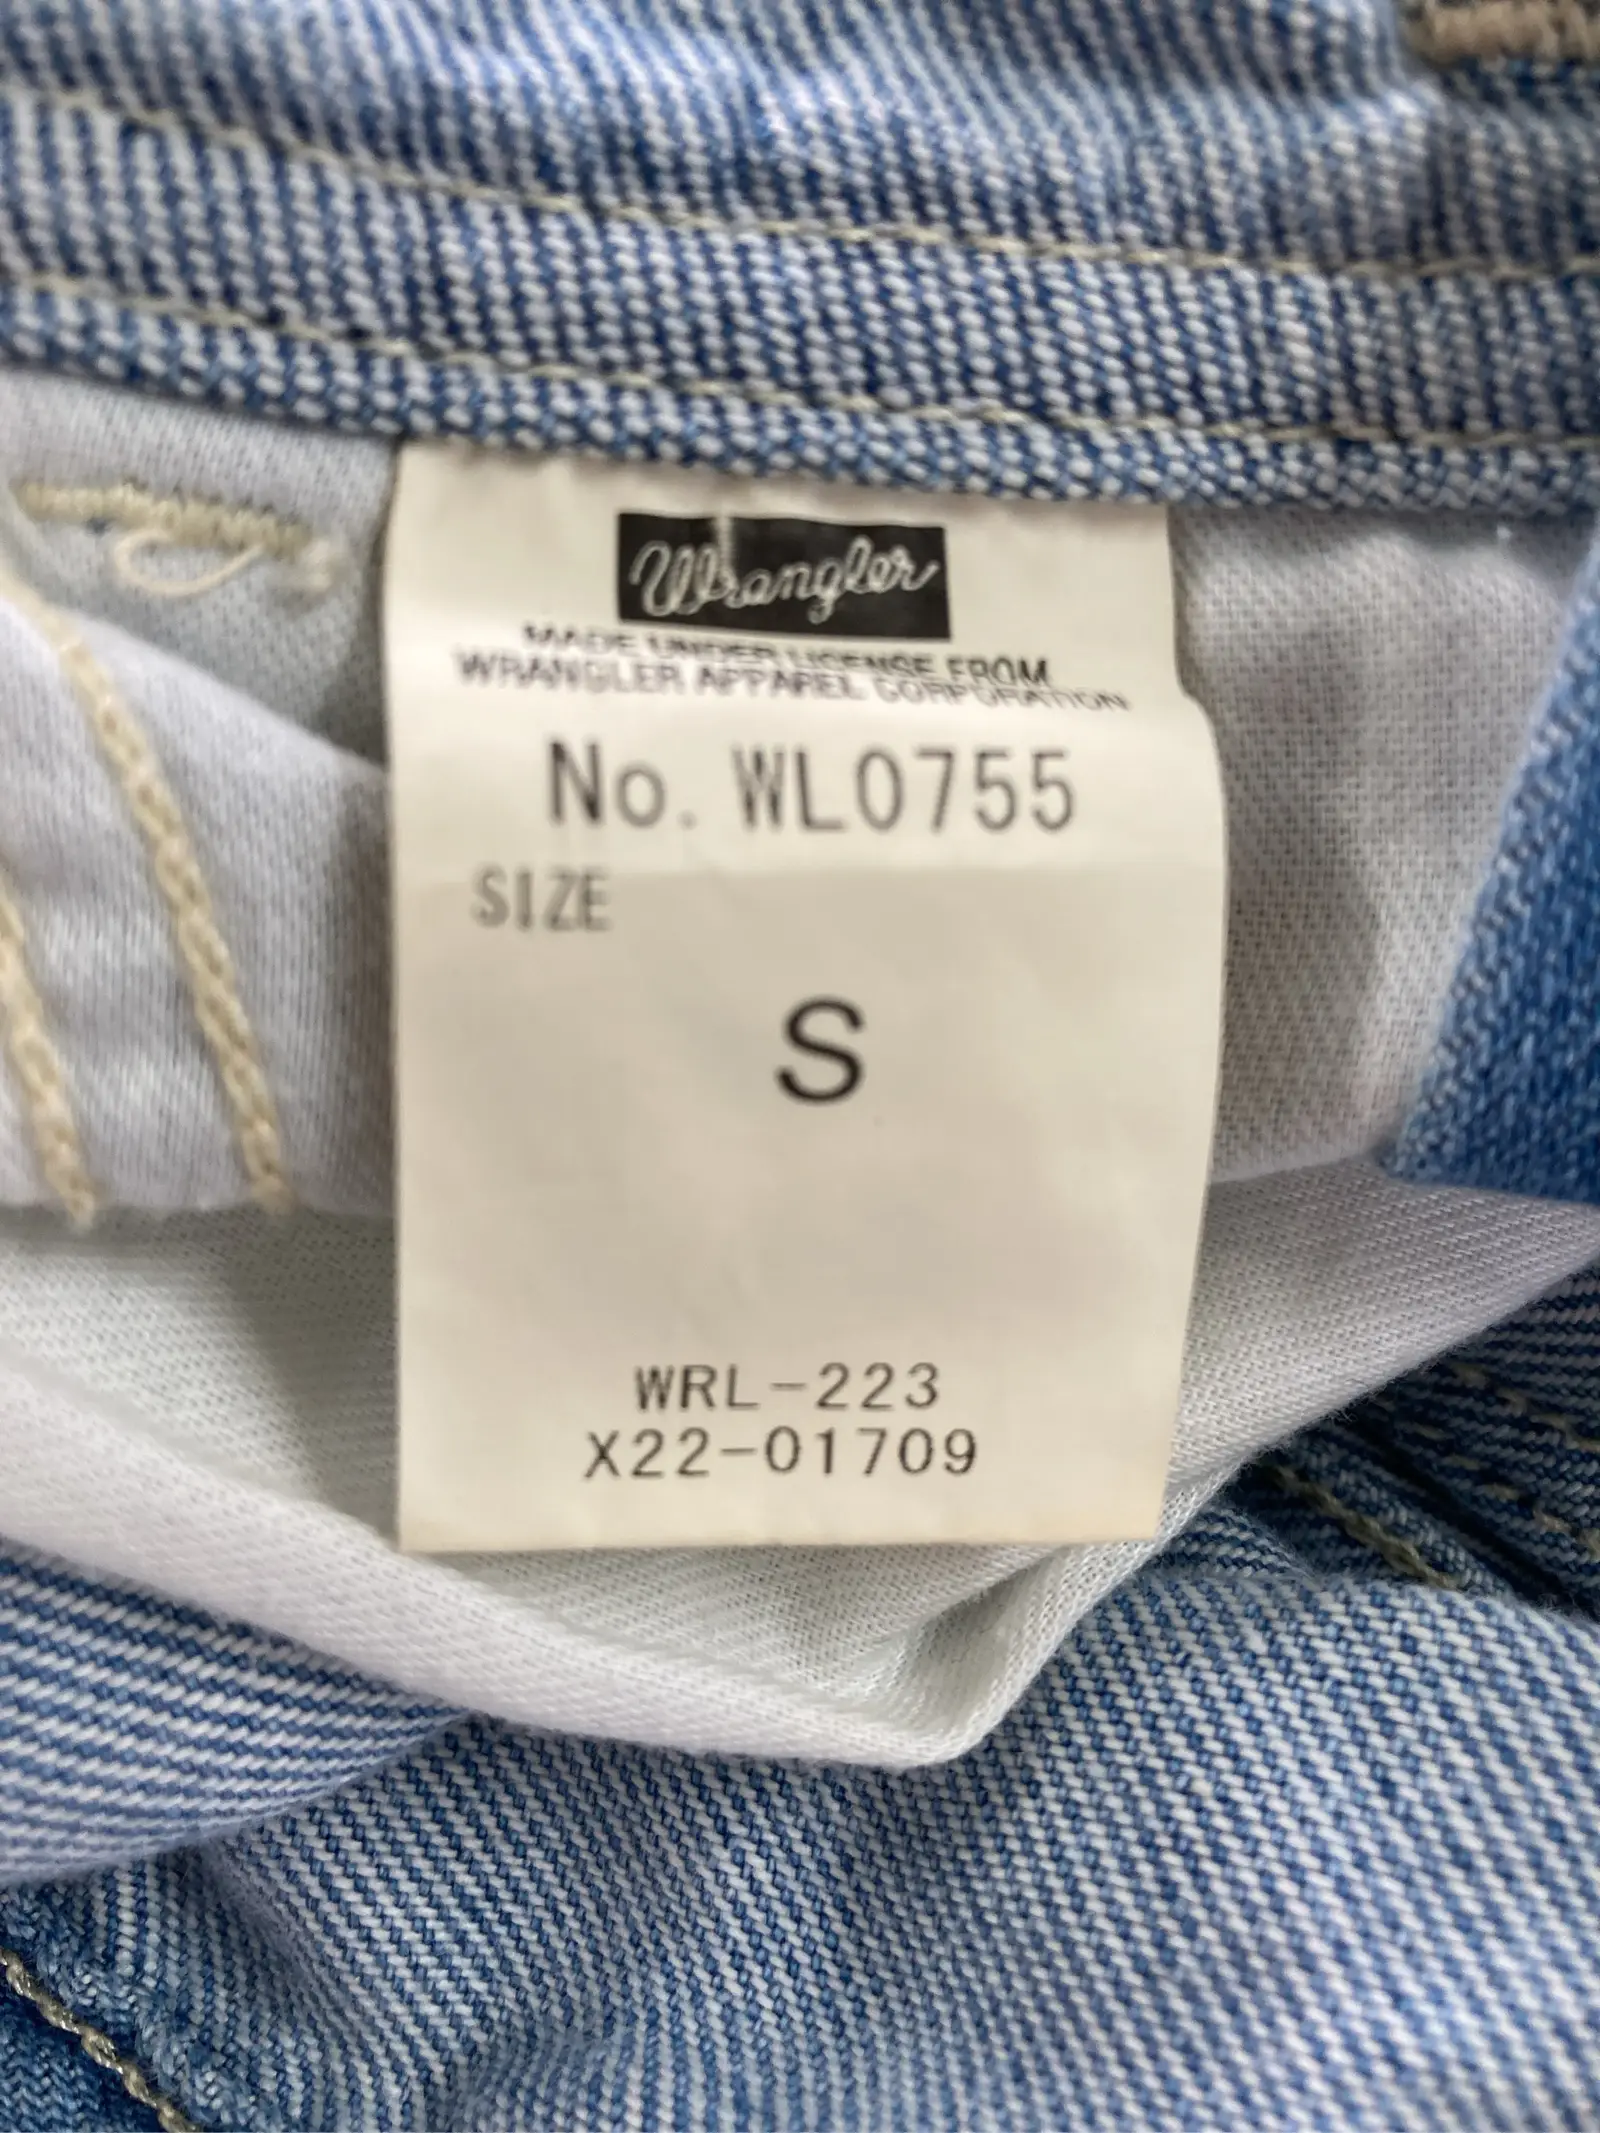 Wrangler
MADE UNDER LICENSE FROM
WRANGLER APPAREL CORPORATION
No. WL0755
SIZE
S
WRL-223
X22-01709